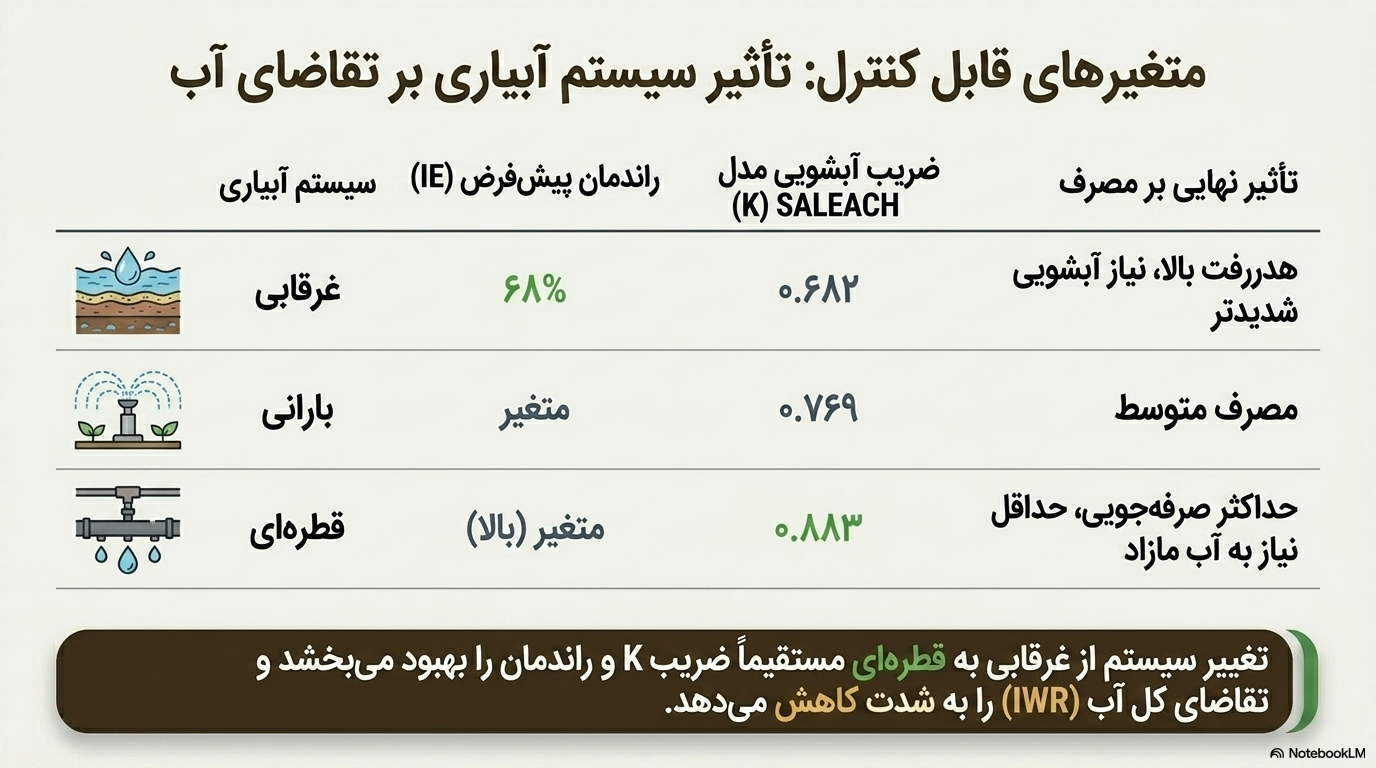 متغیرهای قابل کنترل: تأثیر سیستم آبیاری بر تقاضای آب
تأثیر نهایی بر مصرف
ضریب آبشویی مدل
SALEACH (K)
راندمان پیش‌فرض (IE)
سیستم آبیاری
هدررفت بالا، نیاز آبشویی
شدیدتر
۰.۶۸۲
۶۸%
غرقابی
مصرف متوسط
۰.۷۶۹
متغیر
بارانی
حداکثر صرفه‌جویی، حداقل
نیاز به آب مازاد
۰.۸۸۳
متغیر (بالا)
قطره‌ای
تغییر سیستم از غرقابی به قطره‌ای مستقیماً ضریب K و راندمان را بهبود می‌بخشد و
تقاضای کل آب (IWR) را به شدت کاهش می‌دهد.
NotebookLM